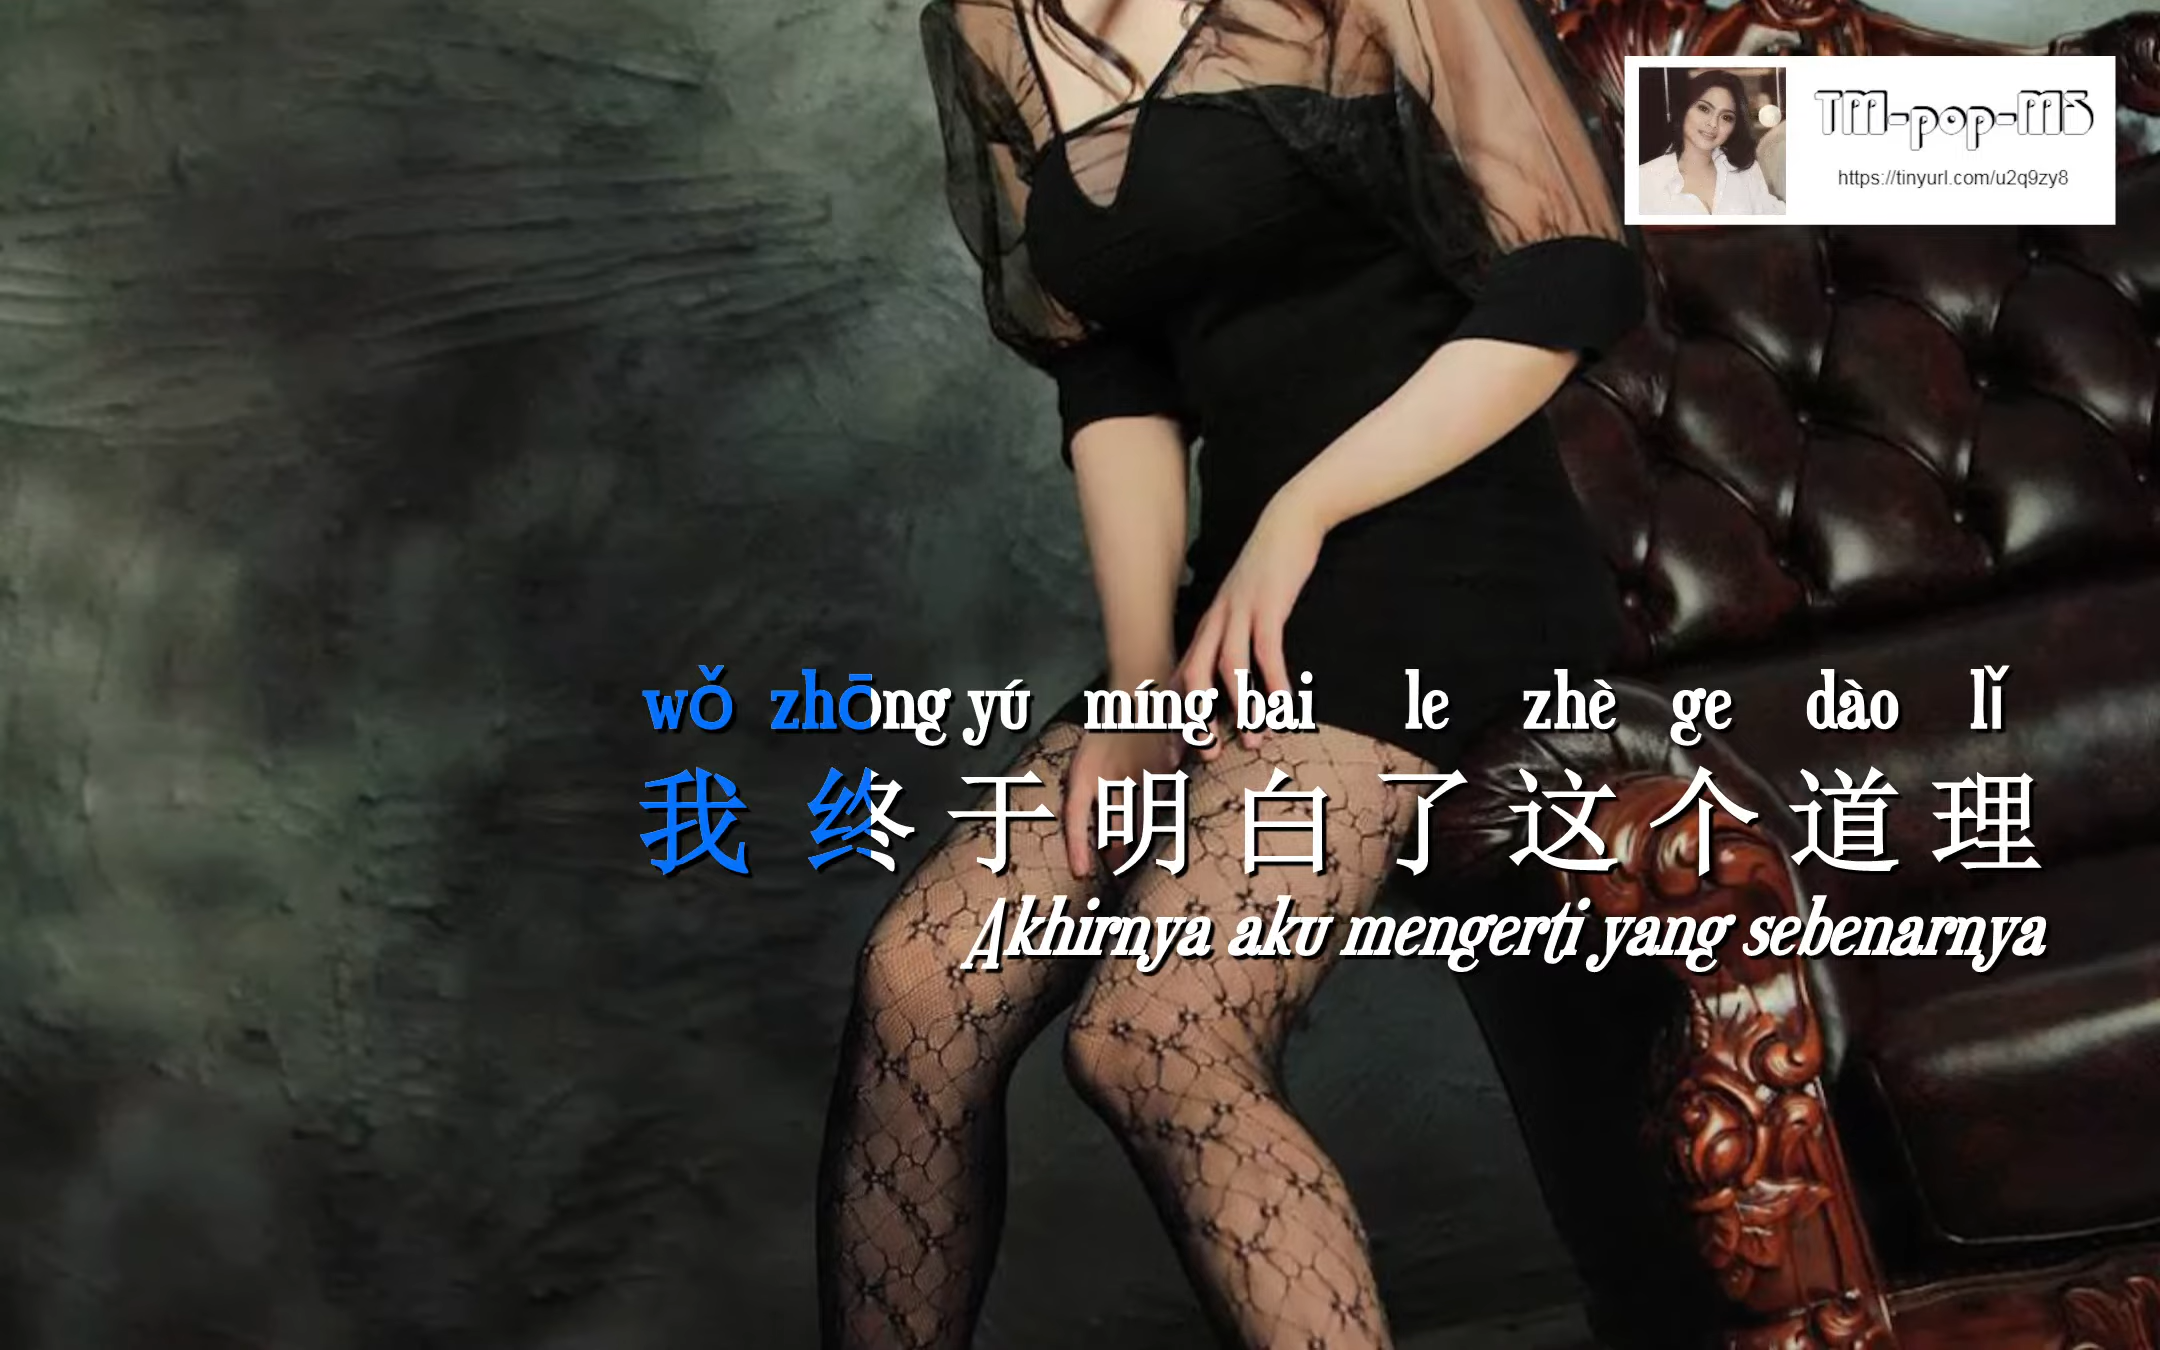 TM-pop-MS
https://tinyurl.com/u2q9zy8
wǒ zhōng yú míng bai le zhè ge dào lǐ
我终于明白了这个道理
Akhirnya aku mengerti yang sebenarnya